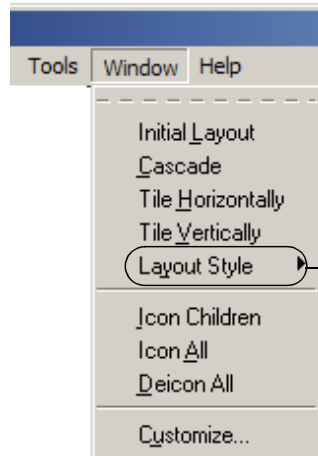 Tools Window Help
Initial Layout
Cascade
Tile Horizontally
Tile Vertically
Layout Style
Icon Children
Icon All
Deicon All
Customize...